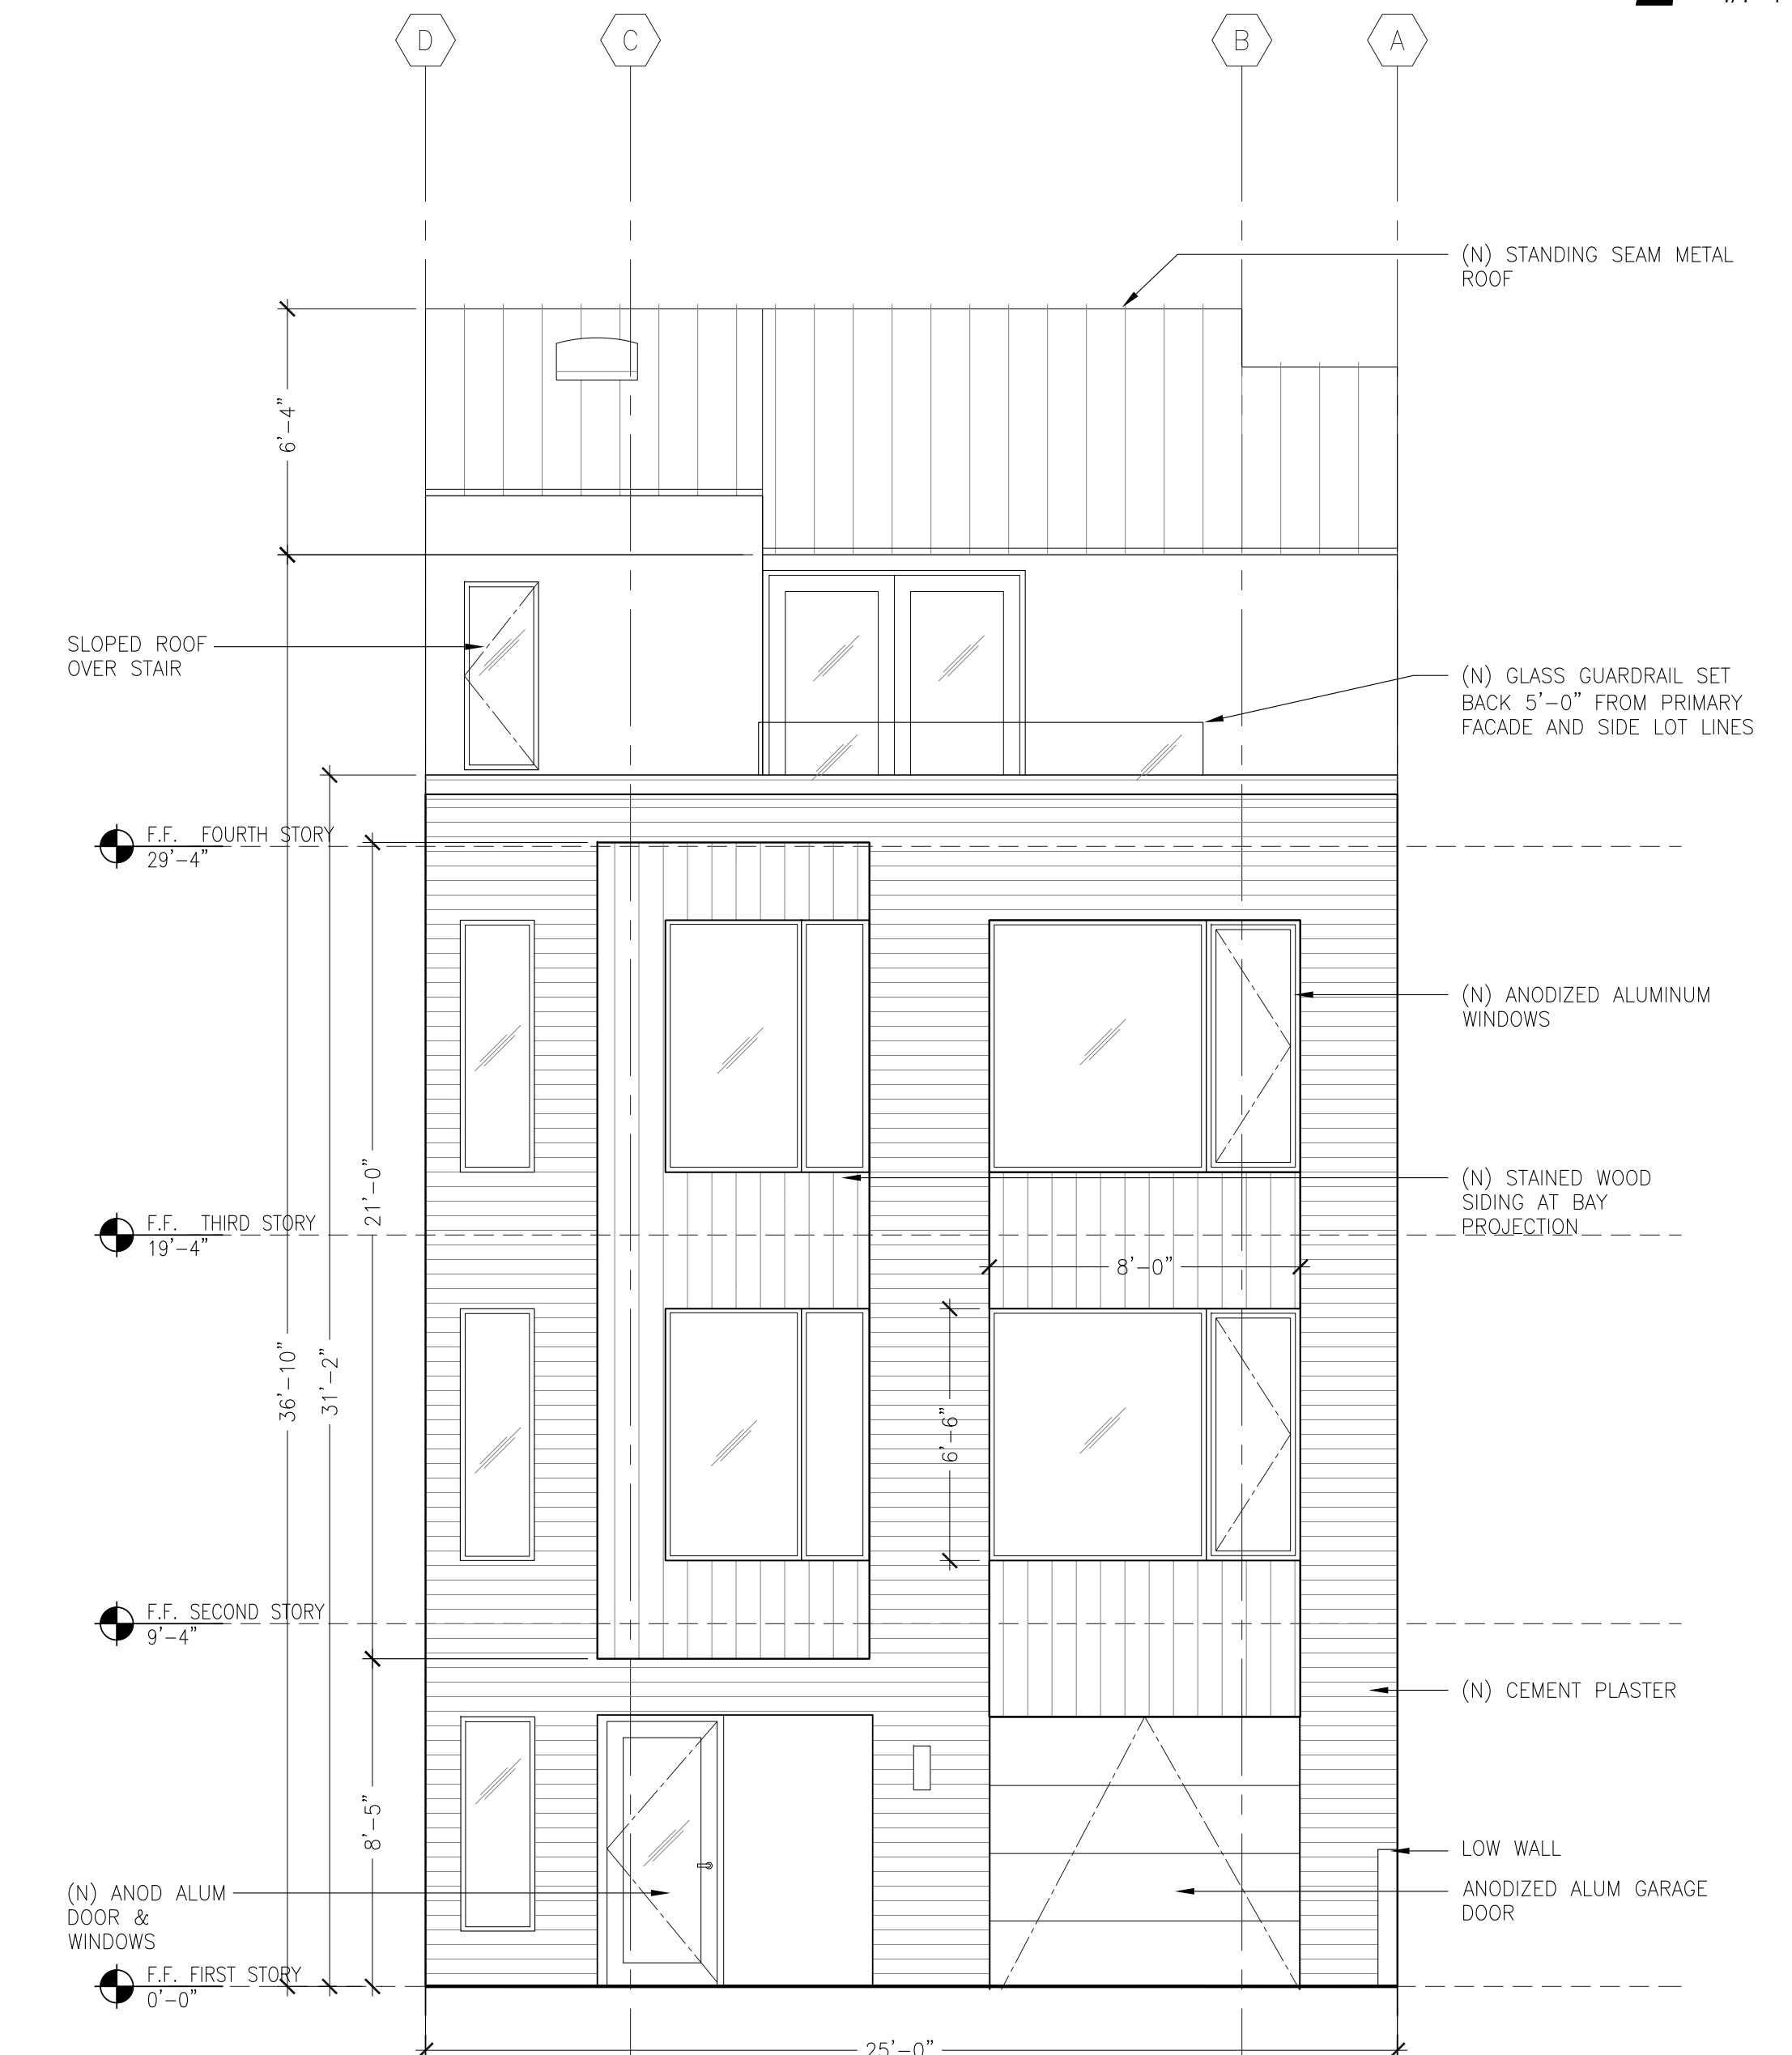 D
C
B
A
(N) STANDING SEAM METAL
ROOF
6'-4"
SLOPED ROOF
OVER STAIR
(N) GLASS GUARDRAIL SET
BACK 5'-0" FROM PRIMARY
FACADE AND SIDE LOT LINES
F.F. FOURTH STORY
29'-4"
(N) ANODIZED ALUMINUM
WINDOWS
21'-0"
(N) STAINED WOOD
SIDING AT BAY
PROJECTION
F.F. THIRD STORY
19'-4"
8'-0"
36'-10"
31'-2"
6'-6"
F.F. SECOND STORY
9'-4"
(N) CEMENT PLASTER
8'-5"
LOW WALL
ANODIZED ALUM GARAGE
DOOR
(N) ANOD ALUM
DOOR &
WINDOWS
F.F. FIRST STORY
0'-0"
25'-0"